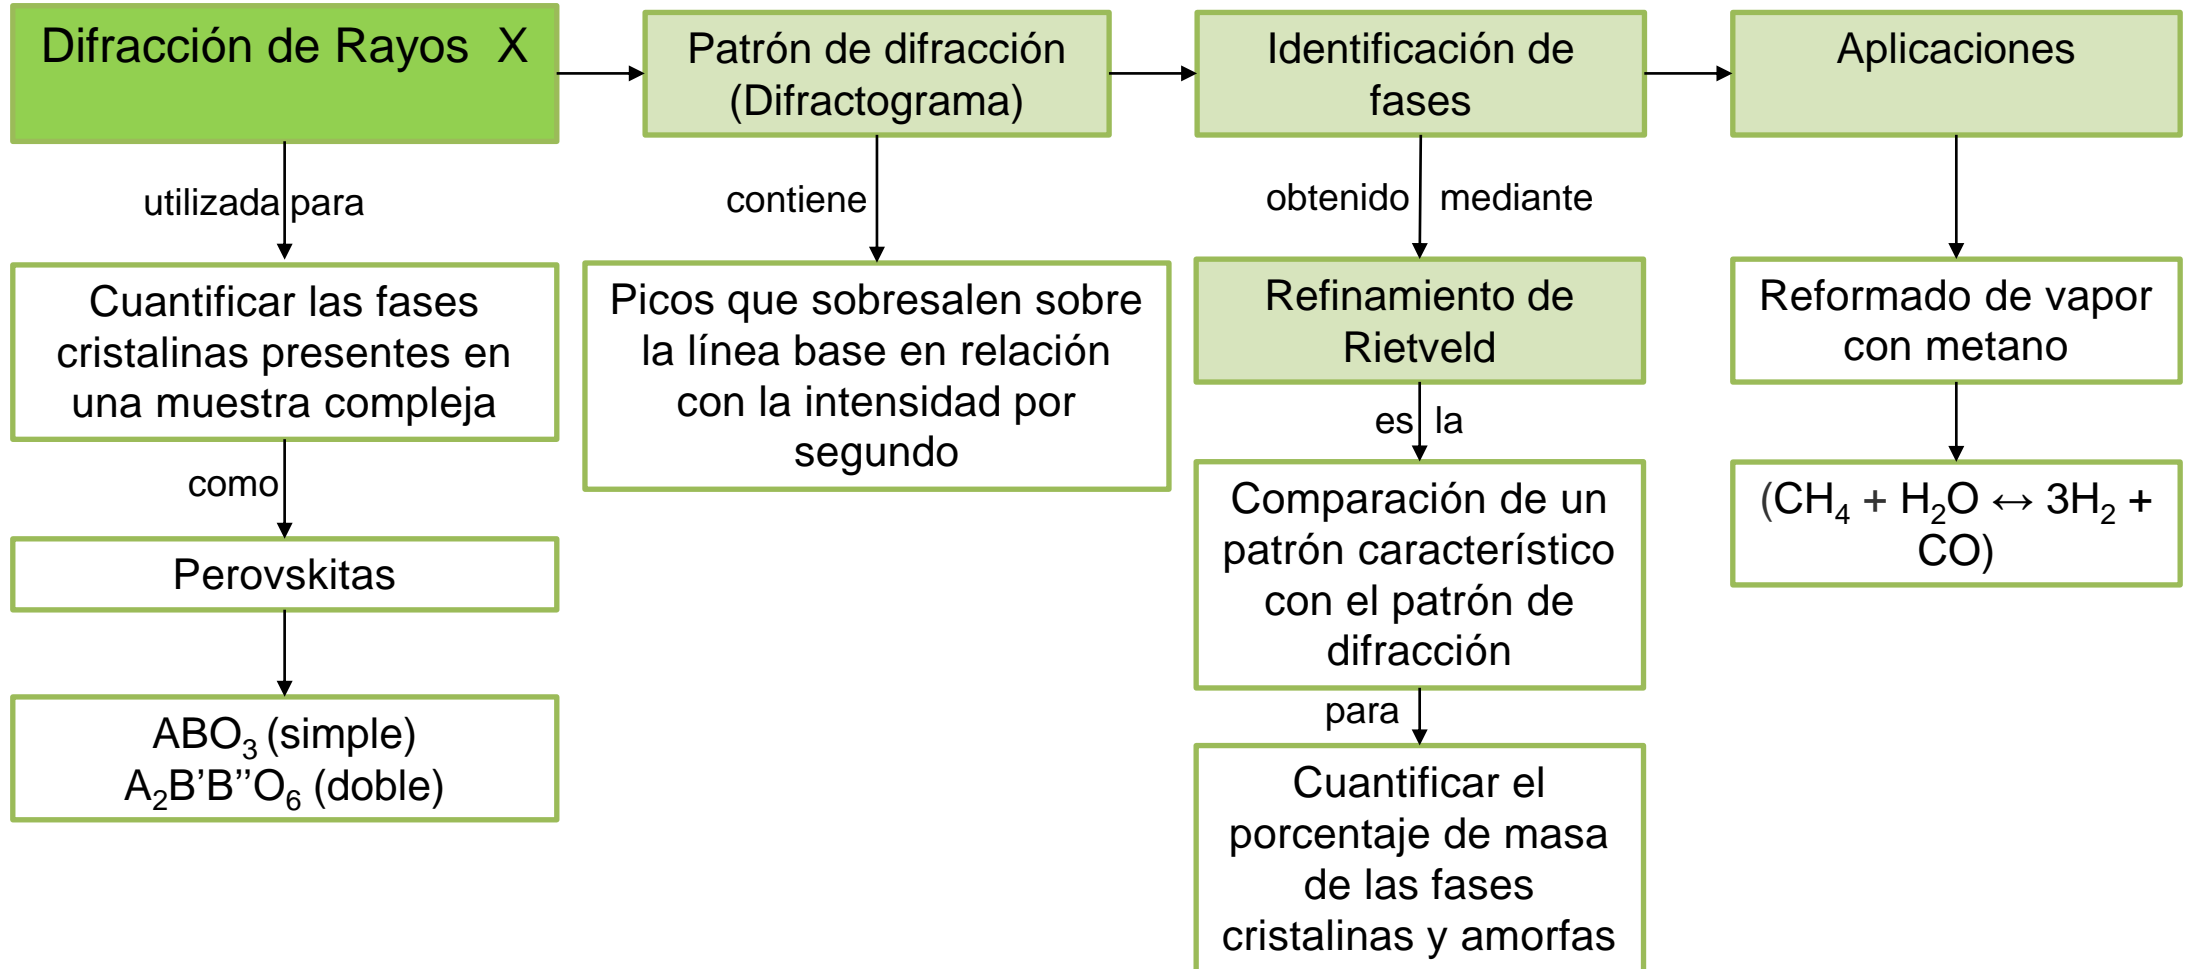 Difracción de Rayos X
utilizada para
Cuantificar las fases
cristalinas presentes en
una muestra compleja
como
Perovskitas
ABO₃ (simple)
A₂B’B’’O₆ (doble)
Patrón de difracción
(Difractograma)
contiene
Picos que sobresalen sobre
la línea base en relación
con la intensidad por
segundo
Identificación de
fases
obtenido mediante
Refinamiento de
Rietveld
es la
Comparación de un
patrón característico
con el patrón de
difracción
para
Cuantificar el
porcentaje de masa
de las fases
cristalinas y amorfas
Aplicaciones
Reformado de vapor
con metano
(CH₄ + H₂O ↔ 3H₂ +
CO)